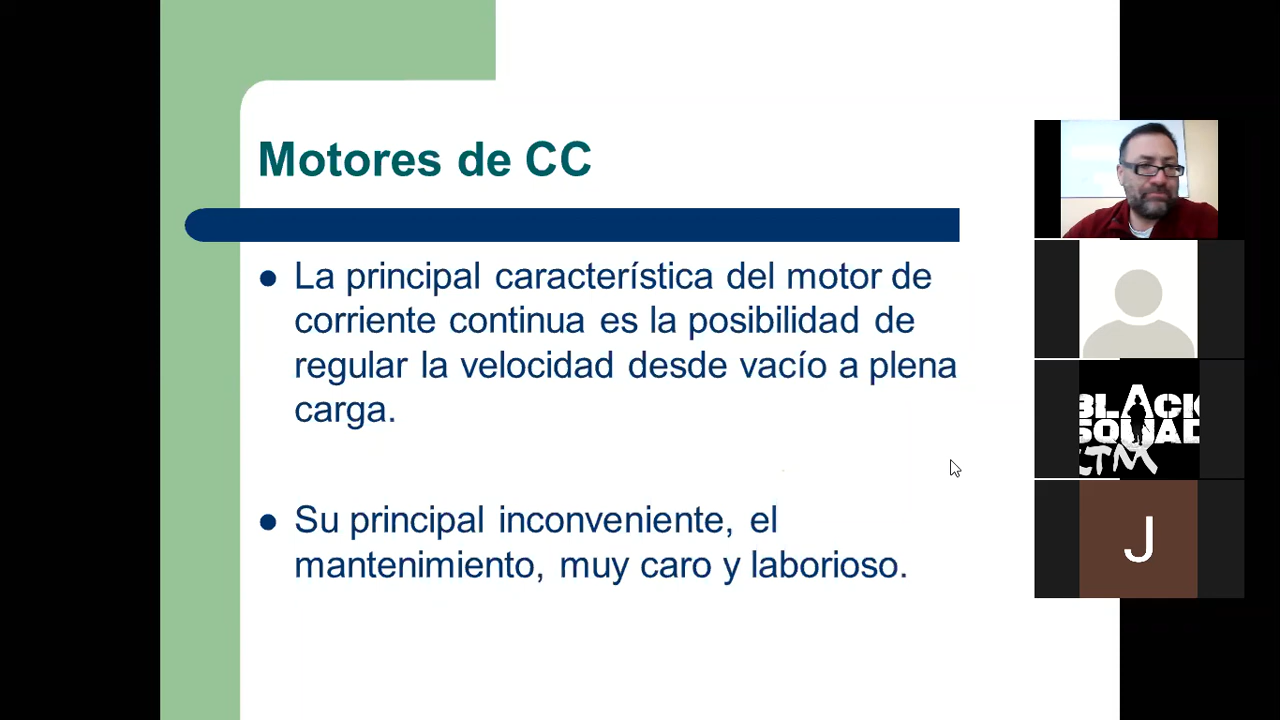 Motores de CC
La principal característica del motor de
corriente continua es la posibilidad de
regular la velocidad desde vacío a plena
carga.
Su principal inconveniente, el
mantenimiento, muy caro y laborioso.
BLACK
SQUAD
LTM
J